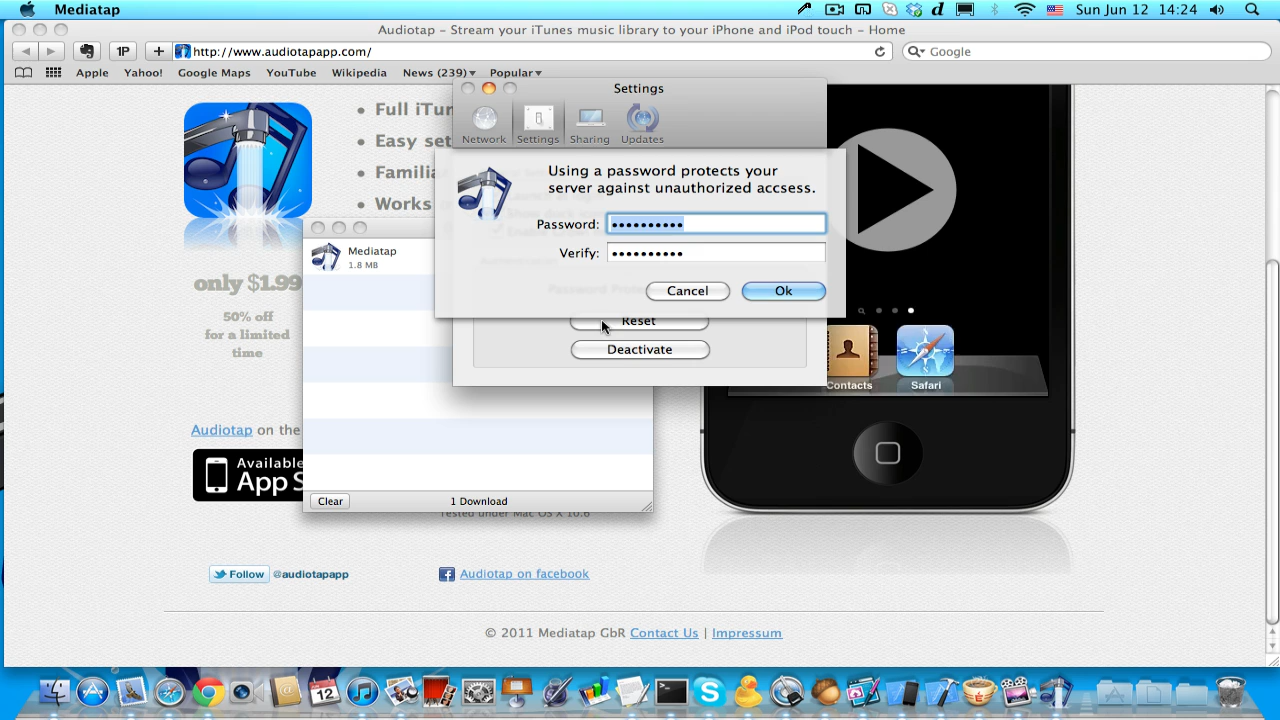 Mediatap
Sun Jun 12 14:24
Audiotap – Stream your iTunes music library to your iPhone and iPod touch – Home
1P
http://www.audiotapapp.com/
Google
Apple Yahoo! Google Maps YouTube Wikipedia News (239)▾ Popular▾
Settings
Network Settings Sharing Updates
• Full iTun
• Easy set
• Familia
• Works
Using a password protects your
server against unauthorized accsess.
Password: ••••••••••
Verify: ••••••••••
Cancel Ok
Reset
Deactivate
Mediatap
1.8 MB
only $1.99
50% off
for a limited
time
Audiotap on the
Available
App S
Clear
1 Download
Tested under Mac OS X 10.6
Contacts Safari
Follow @audiotapapp
Audiotap on facebook
© 2011 Mediatap GbR Contact Us | Impressum
12